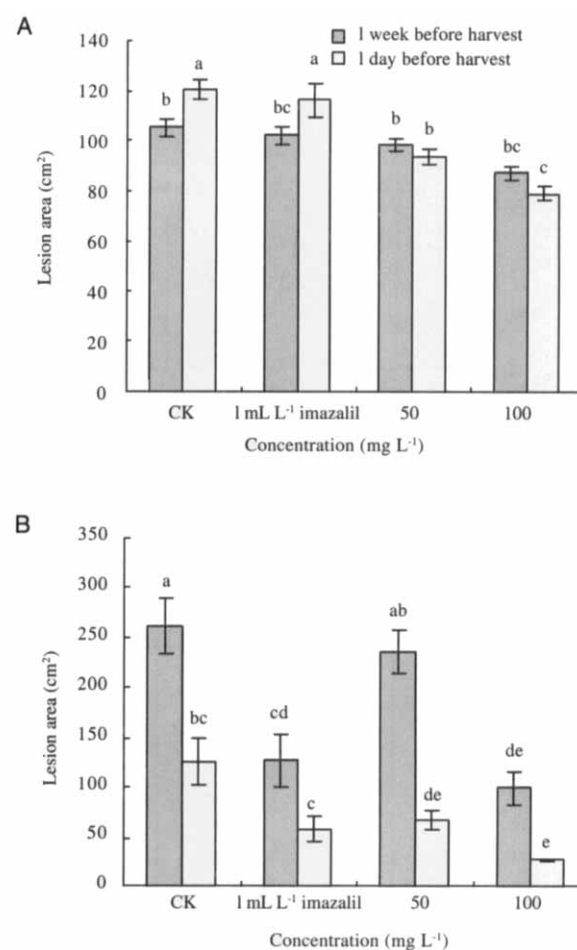 A
1 week before harvest
1 day before harvest
Lesion area (cm²)
140
120
100
80
60
40
20
0
b
a
bc
a
b
b
bc
c
CK
1 mL L⁻¹ imazalil
50
100
Concentration (mg L⁻¹)
B
Lesion area (cm²)
350
300
250
200
150
100
50
0
a
bc
cd
c
ab
de
de
e
CK
1 mL L⁻¹ imazalil
50
100
Concentration (mg L⁻¹)